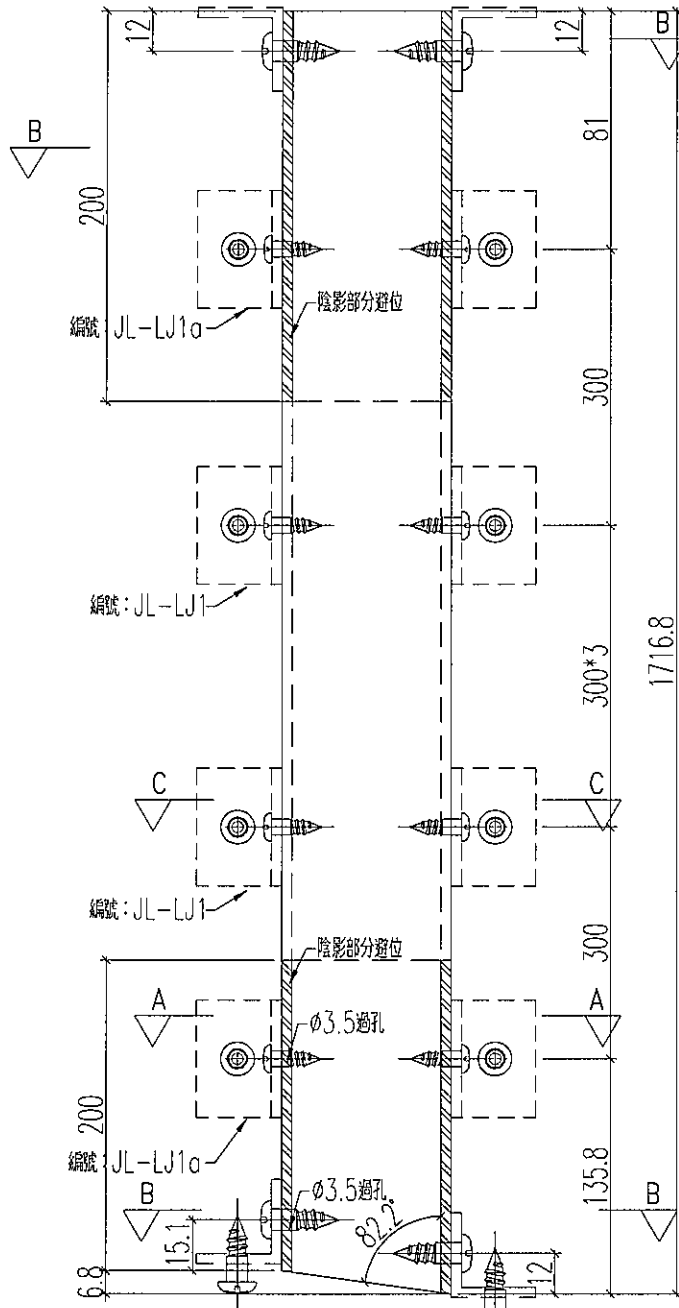 12
12
B
B
81
200
陰影部分避位
編號：JL-LJ1a
300
編號：JL-LJ1
300*3
1716.8
C
C
編號：JL-LJ1
陰影部分避位
300
A
A
Ø3.5過孔
200
編號：JL-LJ1a
135.8
B
B
Ø3.5過孔
82.2°
15.1
12
6.8